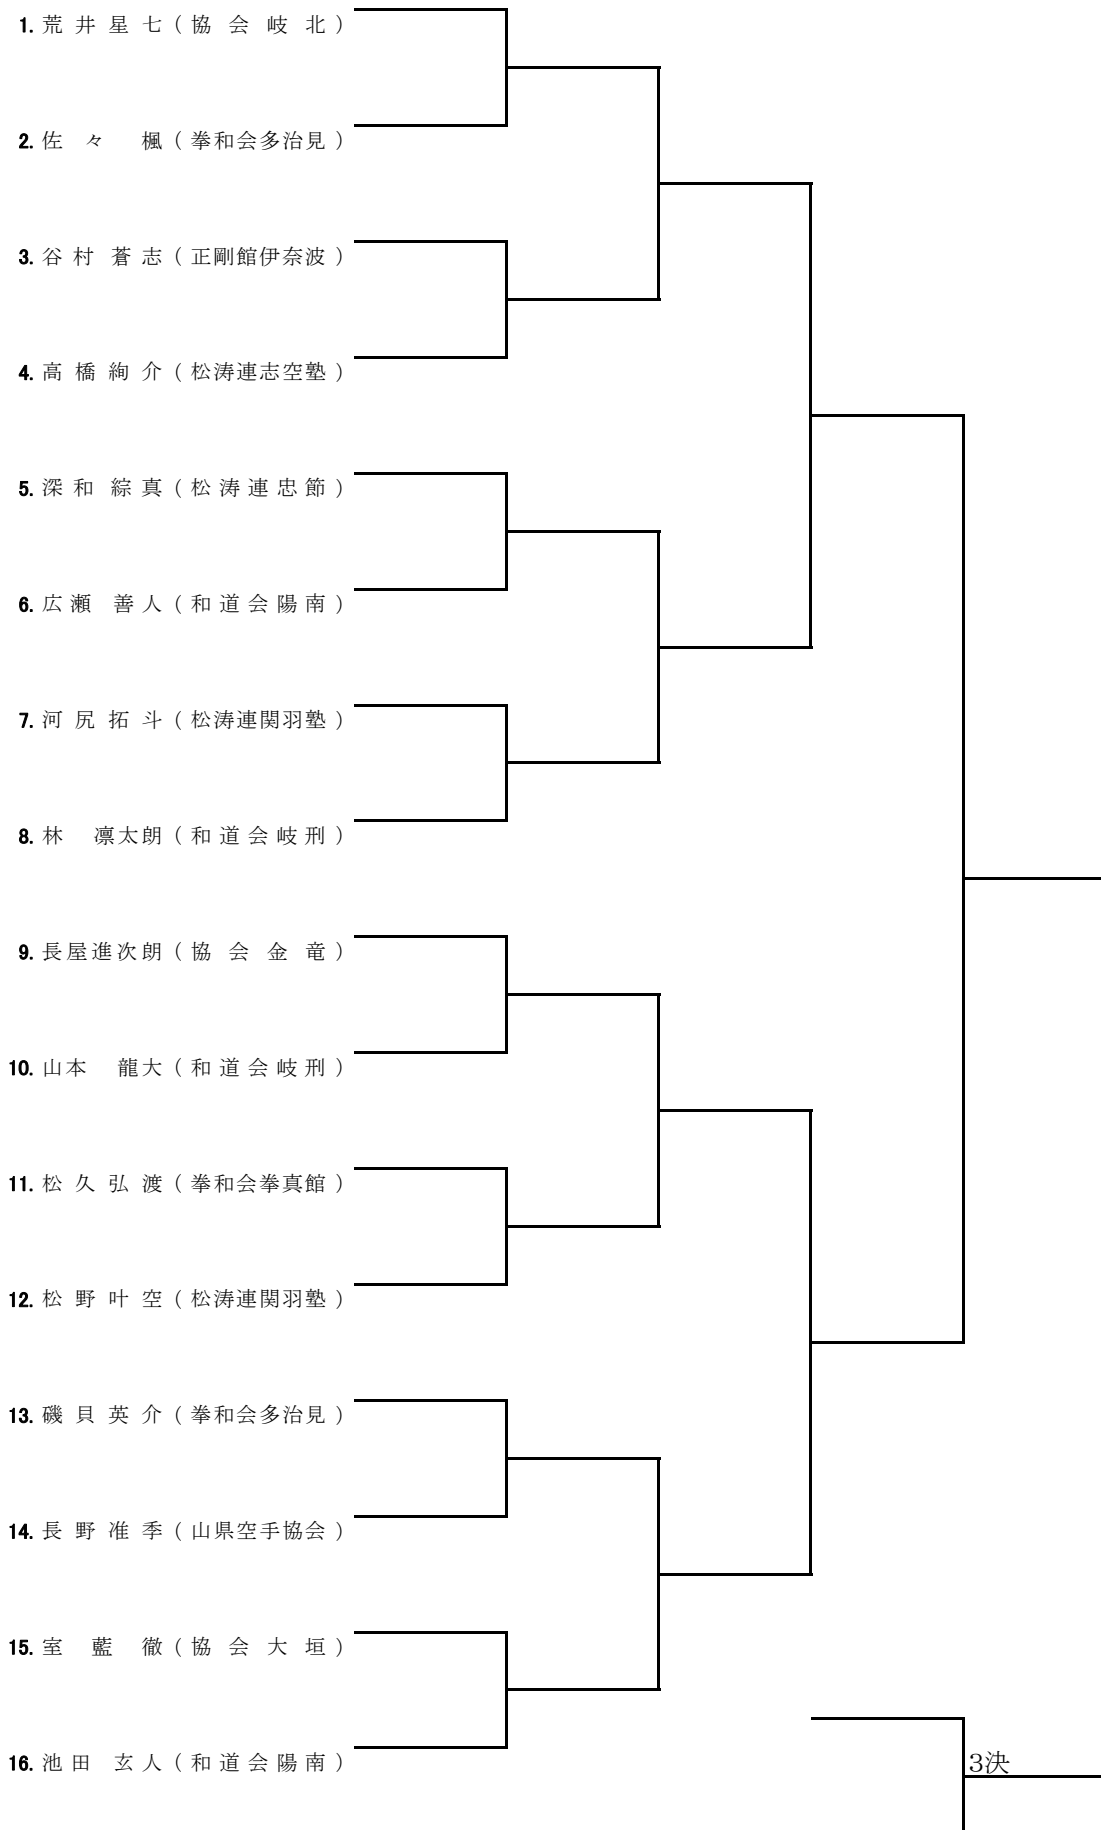 1. 荒井星七(協会岐北)
2. 佐々 楓(拳和会多治見)
3. 谷村 蒼志(正剛館伊奈波)
4. 高橋絢介(松涛連志空塾)
5. 深和 綜真(松涛連忠節)
6. 広瀬 善人(和道会陽南)
7. 河尻拓斗(松涛連関羽塾)
8. 林 凛太朗(和道会岐刑)
9. 長屋進次朗(協会金竜)
10. 山本 龍大(和道会岐刑)
11. 松久弘渡(拳和会拳真館)
12. 松野叶空(松涛連関羽塾)
13. 磯貝英介(拳和会多治見)
14. 長野准季(山県空手協会)
15. 室 藍 徹(協会大垣)
16. 池田 玄人(和道会陽南)
3決